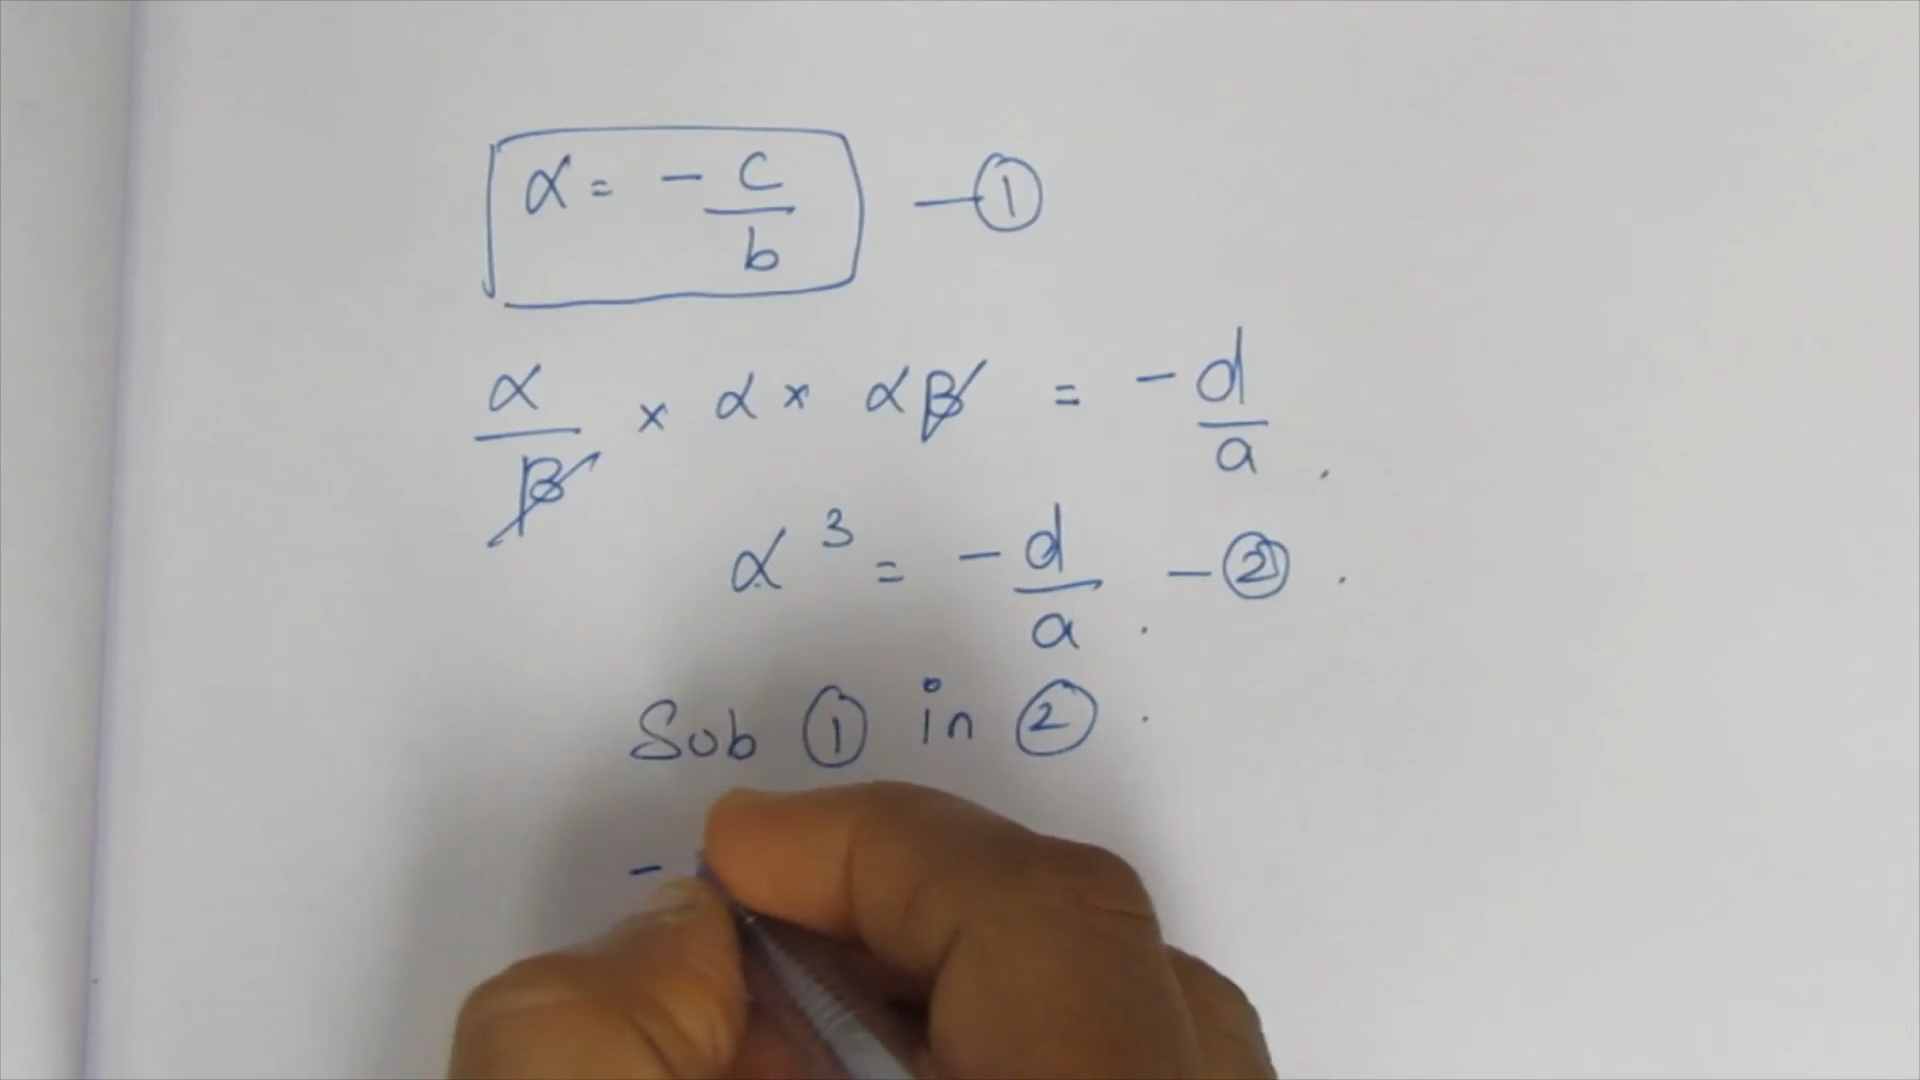 α = - c/b — ①
α/β × α × αβ = - d/a .
α³ = - d/a - ② .
Sub ① in ② .
-